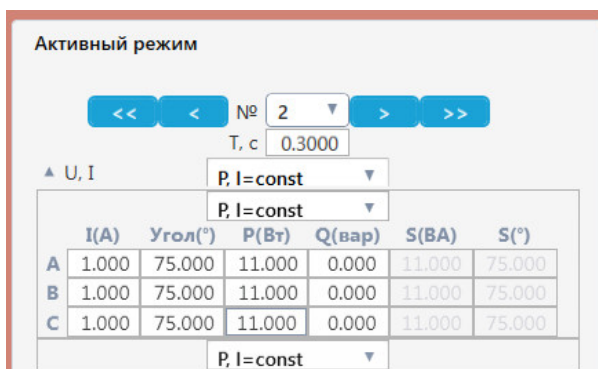 Активный режим
<< < № 2 > >>
T, с 0.3000
U, I P, I=const
P, I=const
I(A) Угол(°) P(Вт) Q(вар) S(ВА) S(°)
A 1.000 75.000 11.000 0.000 11.000 75.000
B 1.000 75.000 11.000 0.000 11.000 75.000
C 1.000 75.000 11.000 0.000 11.000 75.000
P, I=const